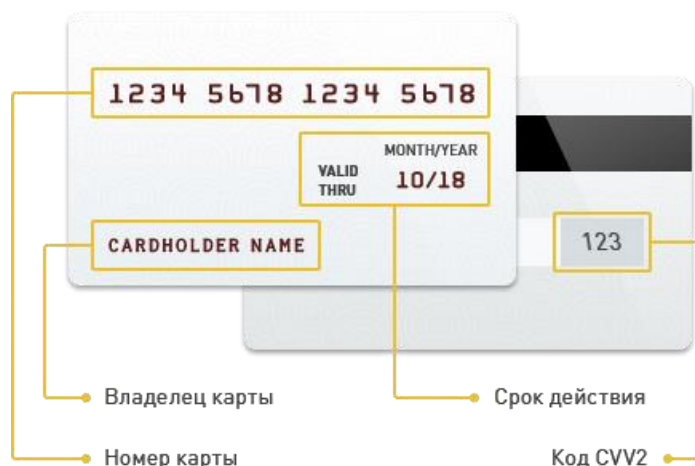 1234 5678 1234 5678
MONTH/YEAR
VALID THRU 10/18
CARDHOLDER NAME
123
Владелец карты
Срок действия
Номер карты
Код CVV2